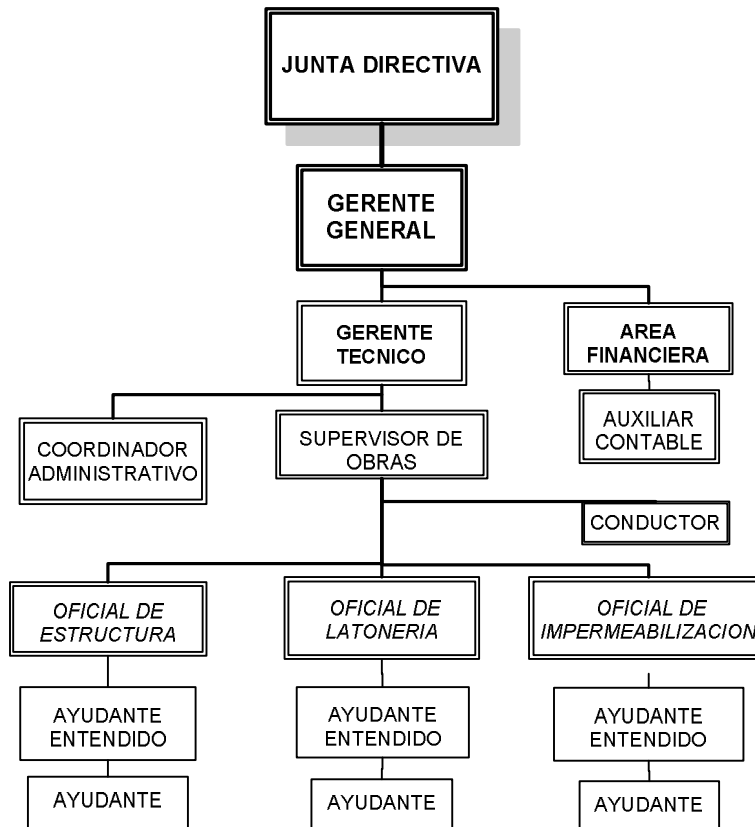 JUNTA DIRECTIVA
GERENTE
GENERAL
GERENTE
TECNICO
AREA
FINANCIERA
COORDINADOR
ADMINISTRATIVO
SUPERVISOR DE
OBRAS
AUXILIAR
CONTABLE
CONDUCTOR
OFICIAL DE
ESTRUCTURA
OFICIAL DE
LATONERIA
OFICIAL DE
IMPERMEABILIZACION
AYUDANTE
ENTENDIDO
AYUDANTE
ENTENDIDO
AYUDANTE
ENTENDIDO
AYUDANTE
AYUDANTE
AYUDANTE